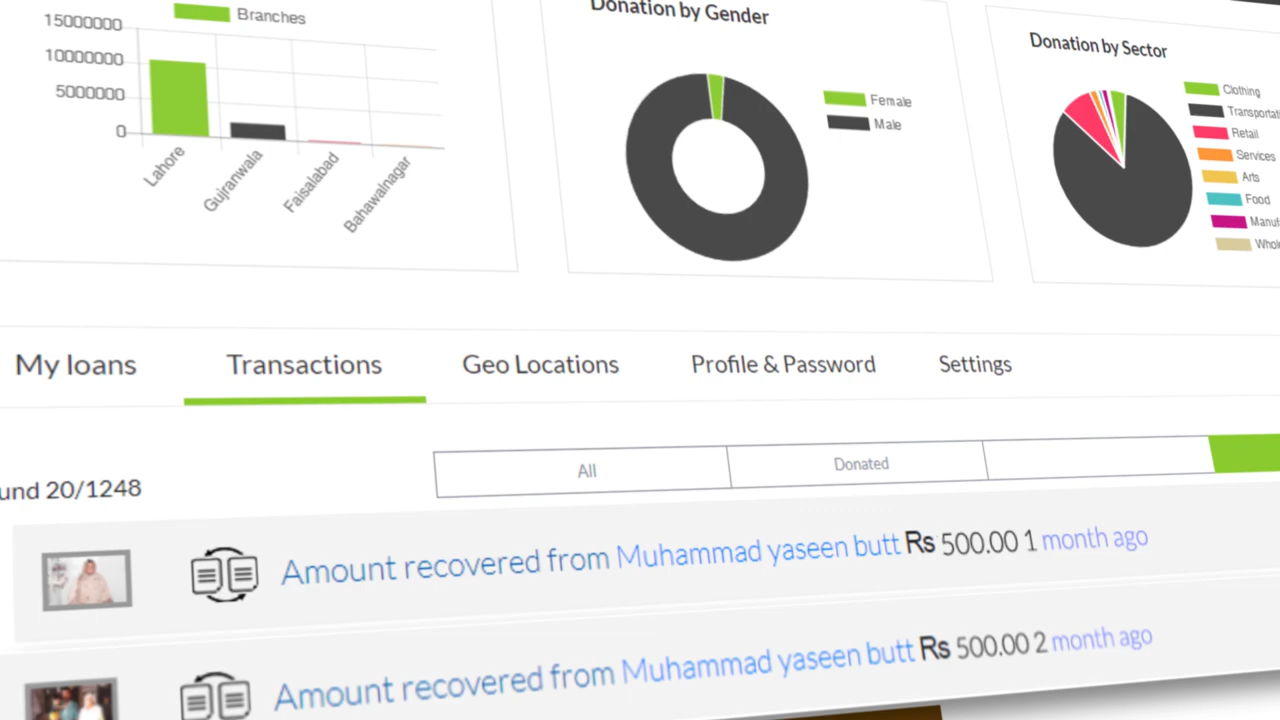 15000000
10000000
5000000
0
Branches
Lahore
Gujranwala
Faisalabad
Bahawalnagar
Donation by Gender
Female
Male
Donation by Sector
Clothing
Retail
Services
Arts
Food
My loans
Transactions
Geo Locations
Profile & Password
Settings
20/1248
All
Donated
Amount recovered from Muhammad yaseen butt Rs 500.00 1 month ago
Amount recovered from Muhammad yaseen butt Rs 500.00 2 month ago